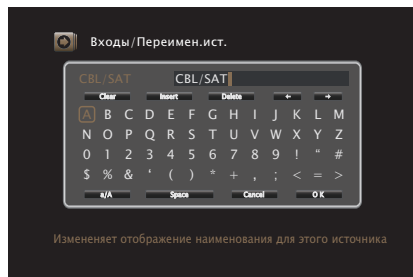 Входы/Переимен.ист.
CBL/SAT CBL/SAT
Clear Insert Delete ← →
A B C D E F G H I J K L M
N O P Q R S T U V W X Y Z
0 1 2 3 4 5 6 7 8 9 ! “ #
$ % & ‘ ( ) * + , ; < = >
a/A Space Cancel OK
Измененяет отображение наименования для этого источника